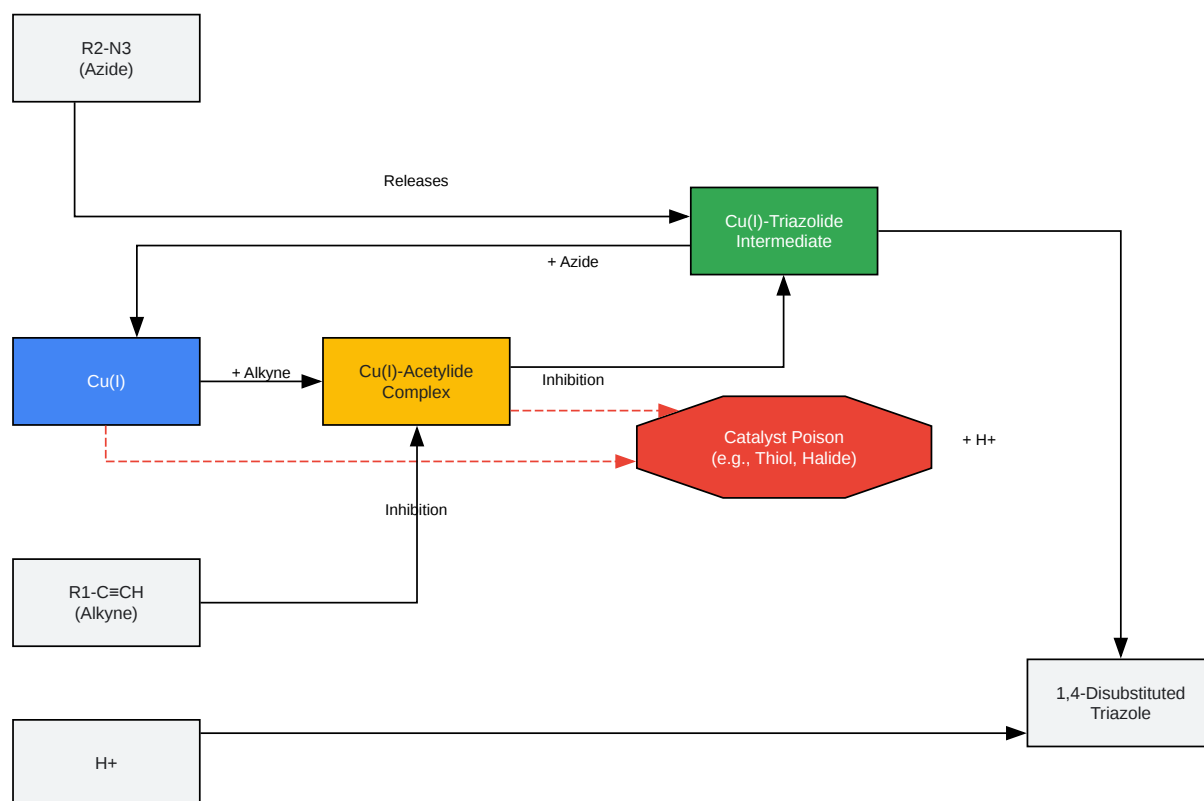 R2-N3
(Azide)
Releases
Cu(I)-Triazolide
Intermediate
+ Azide
Cu(I)
+ Alkyne
Cu(I)-Acetylide
Complex
Inhibition
Catalyst Poison
(e.g., Thiol, Halide)
+ H+
Inhibition
R1-C≡CH
(Alkyne)
1,4-Disubstituted
Triazole
H+